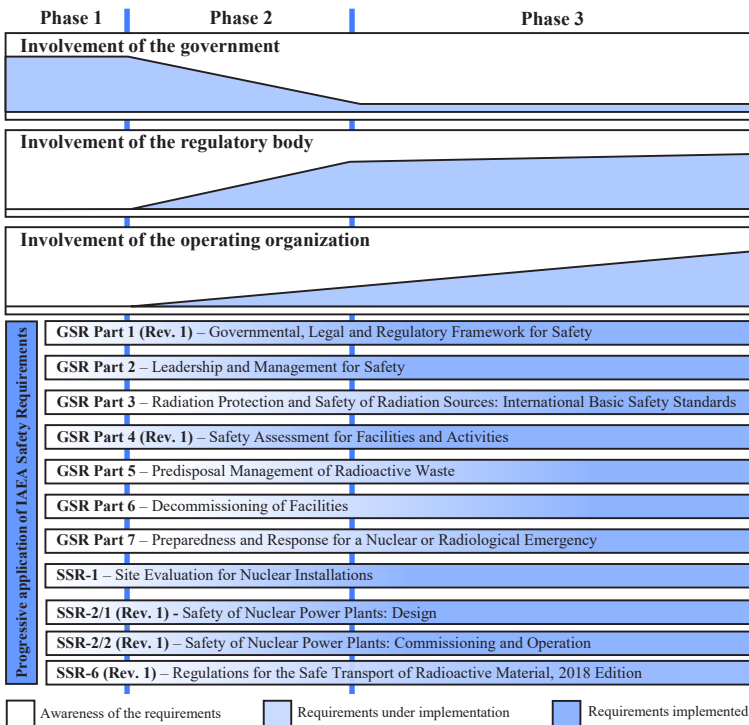 Phase 1
Phase 2
Phase 3
Involvement of the government
Involvement of the regulatory body
Involvement of the operating organization
Progressive application of IAEA Safety Requirements
GSR Part 1 (Rev. 1) – Governmental, Legal and Regulatory Framework for Safety
GSR Part 2 – Leadership and Management for Safety
GSR Part 3 – Radiation Protection and Safety of Radiation Sources: International Basic Safety Standards
GSR Part 4 (Rev. 1) – Safety Assessment for Facilities and Activities
GSR Part 5 – Predisposal Management of Radioactive Waste
GSR Part 6 – Decommissioning of Facilities
GSR Part 7 – Preparedness and Response for a Nuclear or Radiological Emergency
SSR-1 – Site Evaluation for Nuclear Installations
SSR-2/1 (Rev. 1) - Safety of Nuclear Power Plants: Design
SSR-2/2 (Rev. 1) – Safety of Nuclear Power Plants: Commissioning and Operation
SSR-6 (Rev. 1) – Regulations for the Safe Transport of Radioactive Material, 2018 Edition
Awareness of the requirements
Requirements under implementation
Requirements implemented